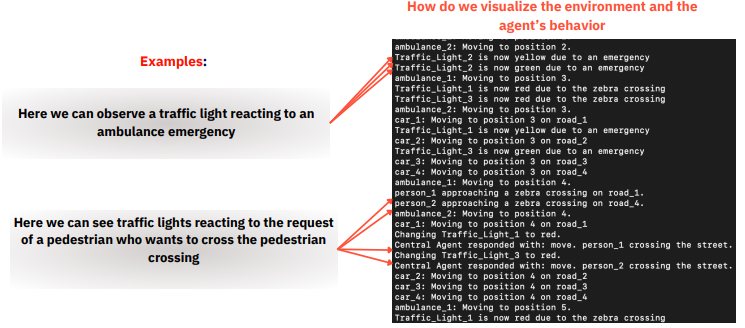 How do we visualize the environment and the
agent's behavior
Examples:
Here we can observe a traffic light reacting to an
ambulance emergency
Here we can see traffic lights reacting to the request
of a pedestrian who wants to cross the pedestrian
crossing
ambulance_2: Moving to position 2.
Traffic_Light_2 is now yellow due to an emergency
Traffic_Light_2 is now green due to an emergency
ambulance_1: Moving to position 3.
Traffic_Light_1 is now red due to the zebra crossing
Traffic_Light_3 is now red due to the zebra crossing
ambulance_2: Moving to position 3.
car_1: Moving to position 3 on road_1
Traffic_Light_1 is now yellow due to an emergency
car_2: Moving to position 3 on road_2
Traffic_Light_3 is now green due to an emergency
car_3: Moving to position 3 on road_3
car_4: Moving to position 3 on road_4
ambulance_1: Moving to position 4.
person_1 approaching a zebra crossing on road_1.
person_2 approaching a zebra crossing on road_4.
ambulance_2: Moving to position 4.
car_1: Moving to position 4 on road_1
Changing Traffic_Light_1 to red.
Central Agent responded with: move. person_1 crossing the street.
Changing Traffic_Light_3 to red.
Central Agent responded with: move. person_2 crossing the street.
car_2: Moving to position 4 on road_2
car_3: Moving to position 4 on road_3
car_4: Moving to position 4 on road_4
ambulance_1: Moving to position 5.
Traffic_Light_1 is now red due to the zebra crossing